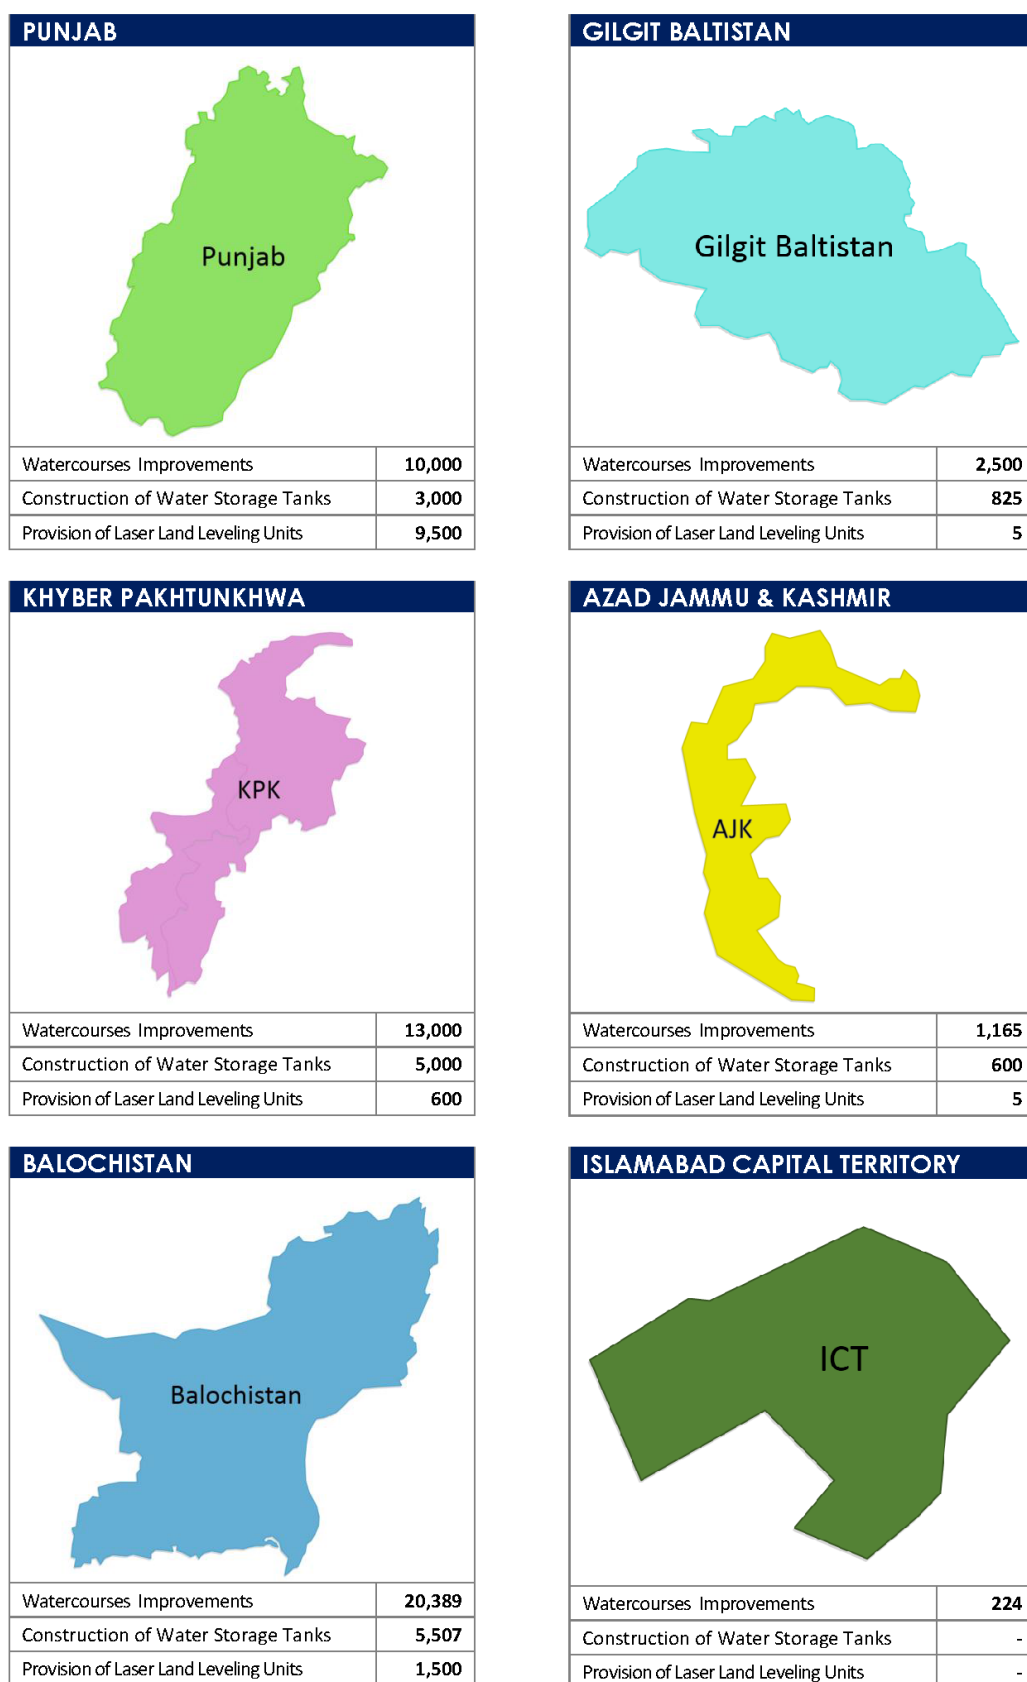 PUNJAB
Punjab
Watercourses Improvements 10,000
Construction of Water Storage Tanks 3,000
Provision of Laser Land Leveling Units 9,500
GILGIT BALTISTAN
Gilgit Baltistan
Watercourses Improvements 2,500
Construction of Water Storage Tanks 825
Provision of Laser Land Leveling Units 5
KHYBER PAKHTUNKHWA
KPK
Watercourses Improvements 13,000
Construction of Water Storage Tanks 5,000
Provision of Laser Land Leveling Units 600
AZAD JAMMU & KASHMIR
AJK
Watercourses Improvements 1,165
Construction of Water Storage Tanks 600
Provision of Laser Land Leveling Units 5
BALOCHISTAN
Balochistan
Watercourses Improvements 20,389
Construction of Water Storage Tanks 5,507
Provision of Laser Land Leveling Units 1,500
ISLAMABAD CAPITAL TERRITORY
ICT
Watercourses Improvements 224
Construction of Water Storage Tanks -
Provision of Laser Land Leveling Units -